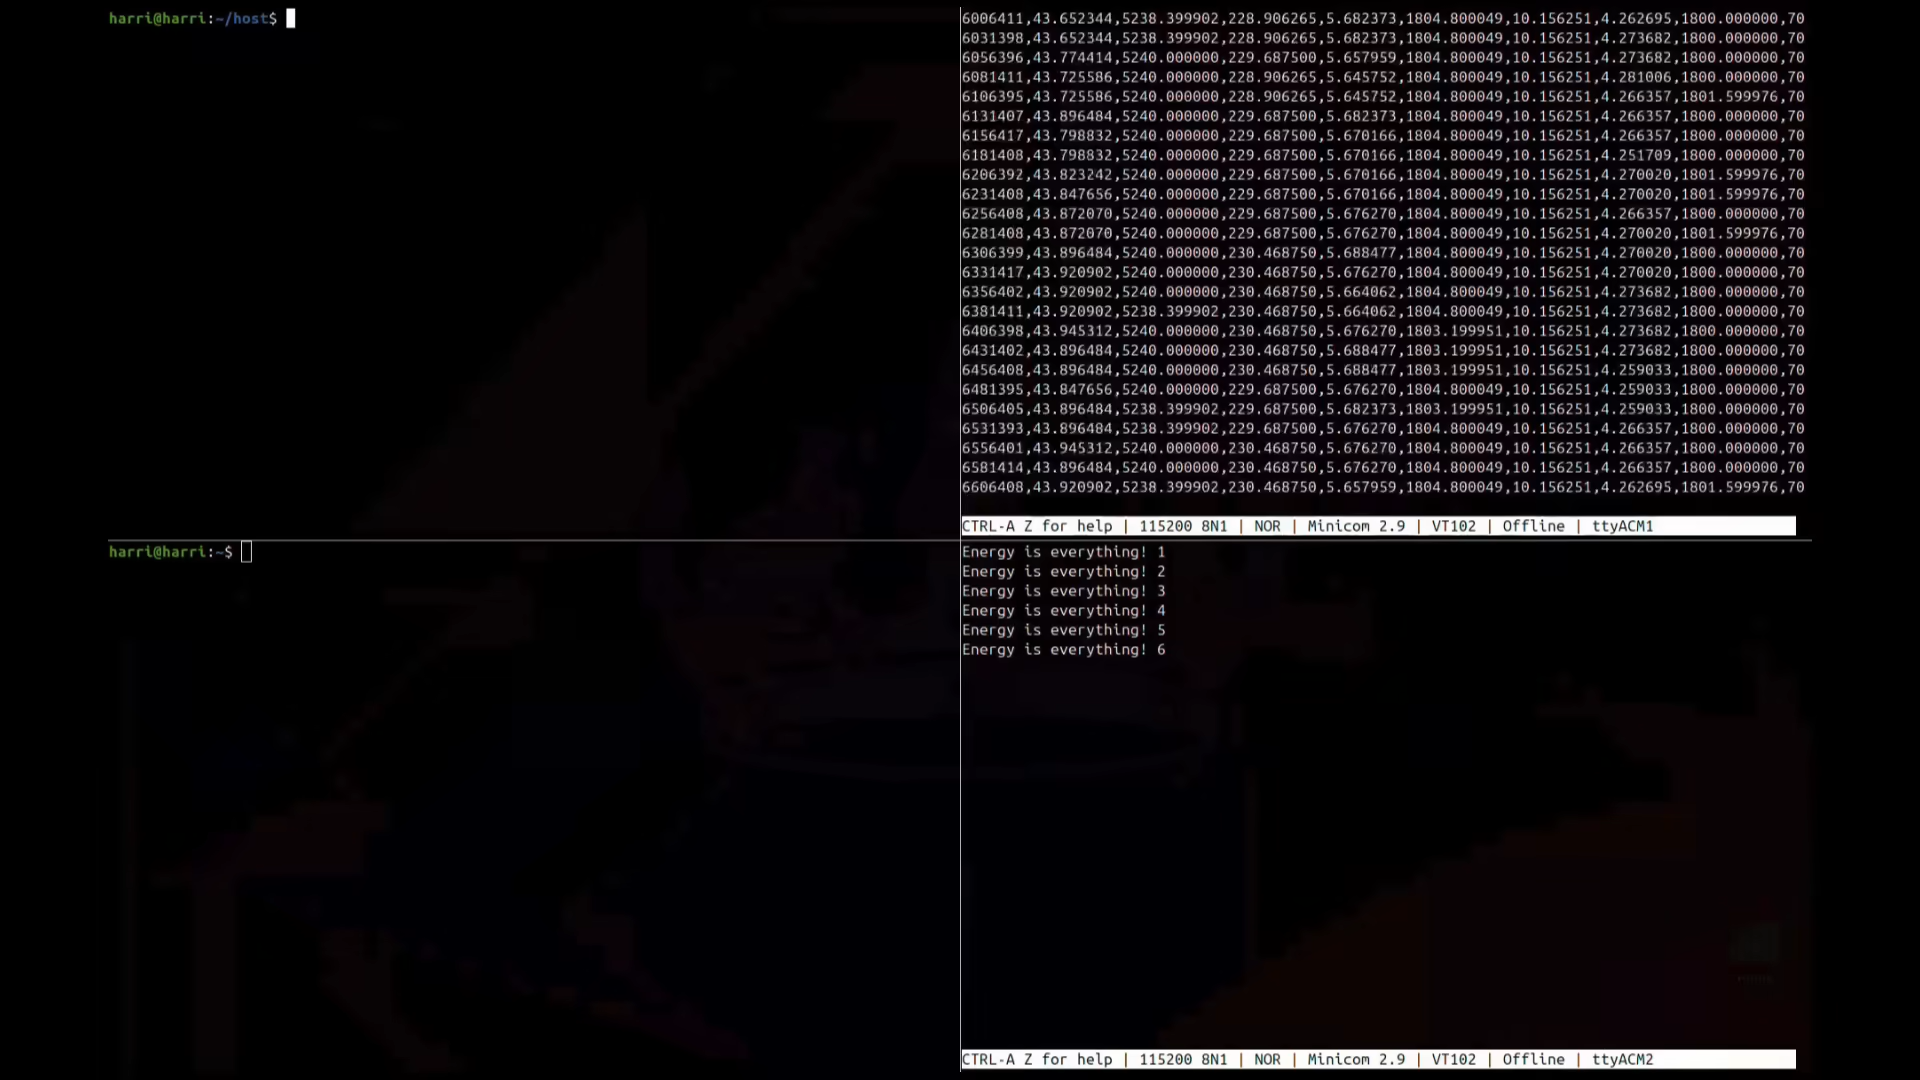 harri@harri:~/host$
6006411,43.652344,5238.399902,228.906265,5.682373,1804.800049,10.156251,4.262695,1800.000000,70
6031398,43.652344,5238.399902,228.906265,5.682373,1804.800049,10.156251,4.273682,1800.000000,70
6056396,43.774414,5240.000000,229.687500,5.657959,1804.800049,10.156251,4.273682,1800.000000,70
6081411,43.725586,5240.000000,228.906265,5.645752,1804.800049,10.156251,4.281006,1800.000000,70
6106395,43.725586,5240.000000,228.906265,5.645752,1804.800049,10.156251,4.266357,1801.599976,70
6131407,43.896484,5240.000000,229.687500,5.682373,1804.800049,10.156251,4.266357,1800.000000,70
6156417,43.798832,5240.000000,229.687500,5.670166,1804.800049,10.156251,4.266357,1800.000000,70
6181408,43.798832,5240.000000,229.687500,5.670166,1804.800049,10.156251,4.251709,1800.000000,70
6206392,43.823242,5240.000000,229.687500,5.670166,1804.800049,10.156251,4.270020,1801.599976,70
6231408,43.847656,5240.000000,229.687500,5.670166,1804.800049,10.156251,4.270020,1801.599976,70
6256408,43.872070,5240.000000,229.687500,5.676270,1804.800049,10.156251,4.266357,1800.000000,70
6281408,43.872070,5240.000000,229.687500,5.676270,1804.800049,10.156251,4.270020,1801.599976,70
6306399,43.896484,5240.000000,230.468750,5.688477,1804.800049,10.156251,4.270020,1800.000000,70
6331417,43.920902,5240.000000,230.468750,5.676270,1804.800049,10.156251,4.270020,1800.000000,70
6356402,43.920902,5240.000000,230.468750,5.664062,1804.800049,10.156251,4.273682,1800.000000,70
6381411,43.920902,5238.399902,230.468750,5.664062,1804.800049,10.156251,4.273682,1800.000000,70
6406398,43.945312,5240.000000,230.468750,5.676270,1803.199951,10.156251,4.273682,1800.000000,70
6431402,43.896484,5240.000000,230.468750,5.688477,1803.199951,10.156251,4.273682,1800.000000,70
6456408,43.896484,5240.000000,230.468750,5.688477,1803.199951,10.156251,4.259033,1800.000000,70
6481395,43.847656,5240.000000,229.687500,5.676270,1804.800049,10.156251,4.259033,1800.000000,70
6506405,43.896484,5238.399902,229.687500,5.682373,1803.199951,10.156251,4.259033,1800.000000,70
6531393,43.896484,5238.399902,229.687500,5.676270,1804.800049,10.156251,4.266357,1800.000000,70
6556401,43.945312,5240.000000,230.468750,5.676270,1804.800049,10.156251,4.266357,1800.000000,70
6581414,43.896484,5240.000000,230.468750,5.676270,1804.800049,10.156251,4.266357,1800.000000,70
6606408,43.920902,5238.399902,230.468750,5.657959,1804.800049,10.156251,4.262695,1801.599976,70
CTRL-A Z for help | 115200 8N1 | NOR | Minicom 2.9 | VT102 | Offline | ttyACM1
harri@harri:~$
Energy is everything! 1
Energy is everything! 2
Energy is everything! 3
Energy is everything! 4
Energy is everything! 5
Energy is everything! 6
CTRL-A Z for help | 115200 8N1 | NOR | Minicom 2.9 | VT102 | Offline | ttyACM2